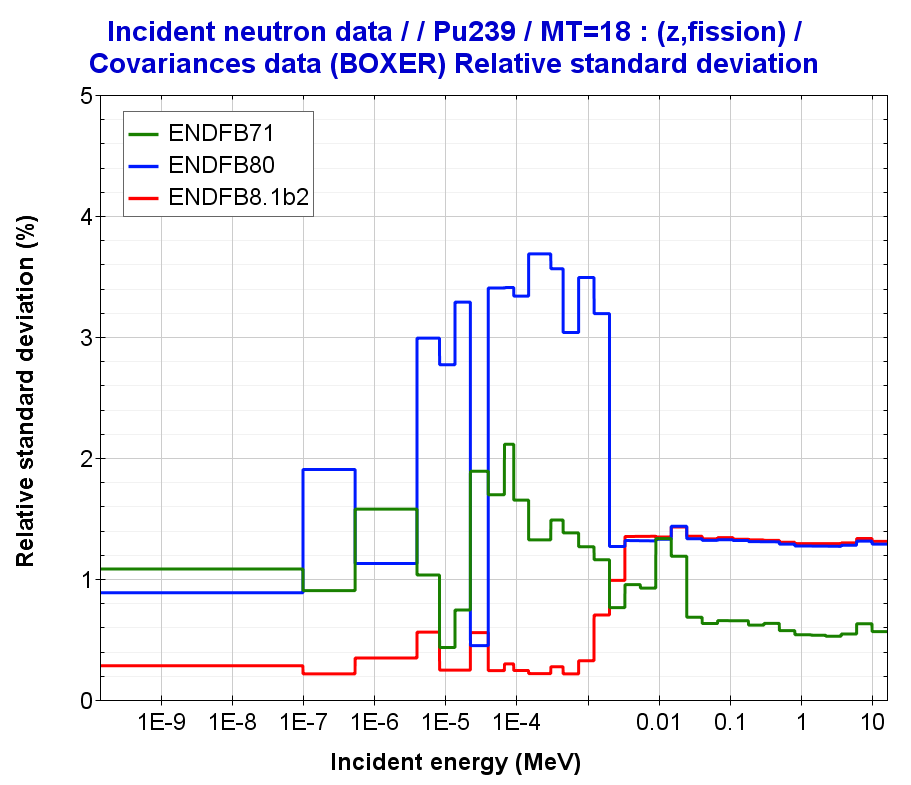 Incident neutron data / / Pu239 / MT=18 : (z,fission) /
Covariances data (BOXER) Relative standard deviation
5
4
3
2
1
0
ENDFB71
ENDFB80
ENDFB8.1b2
Relative standard deviation (%)
1E-9 1E-8 1E-7 1E-6 1E-5 1E-4 0.01 0.1 1 10
Incident energy (MeV)